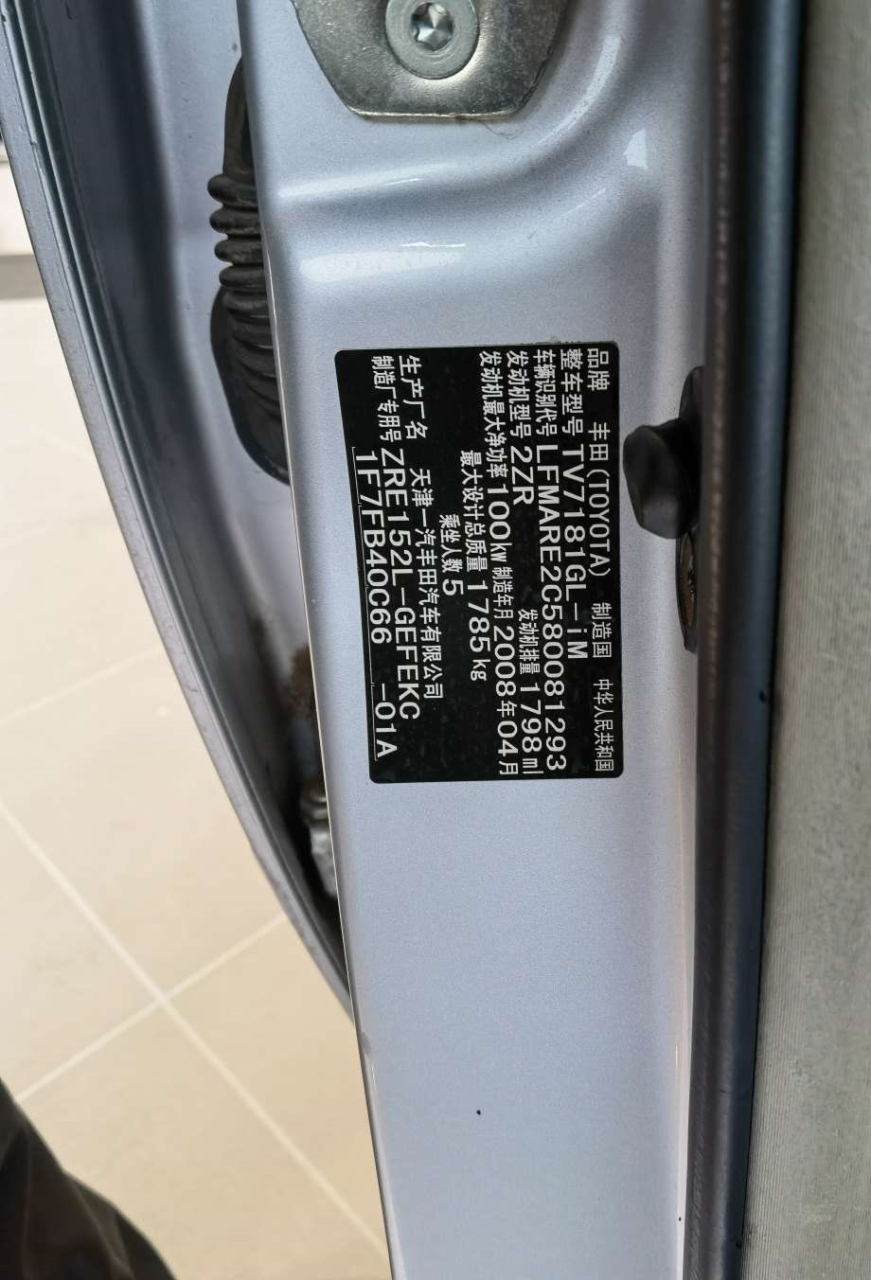 品牌 丰田(TOYOTA) 制造国 中华人民共和国
整车型号 TV7181GL-iM
车辆识别代号 LFMARE2C580081293
发动机型号 2ZR 发动机排量 1798ml
发动机最大净功率 100kW 制造年月 2008年04月
最大设计总质量 1785kg
乘坐人数 5
生产厂名 天津一汽丰田汽车有限公司
制造厂专用号 ZRE152L-GEFEKC
1F7FB40C66 -01A